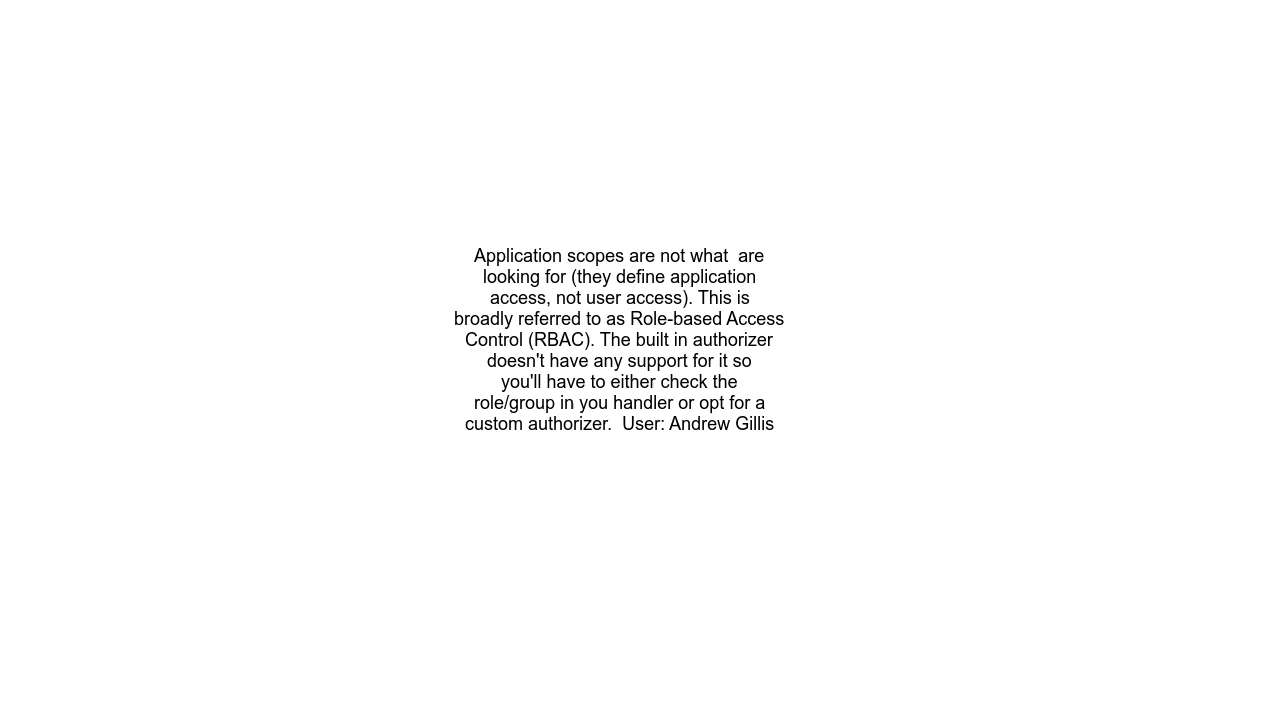 Application scopes are not what  are
looking for (they define application
access, not user access). This is
broadly referred to as Role-based Access
Control (RBAC). The built in authorizer
doesn't have any support for it so
you'll have to either check the
role/group in you handler or opt for a
custom authorizer.  User: Andrew Gillis